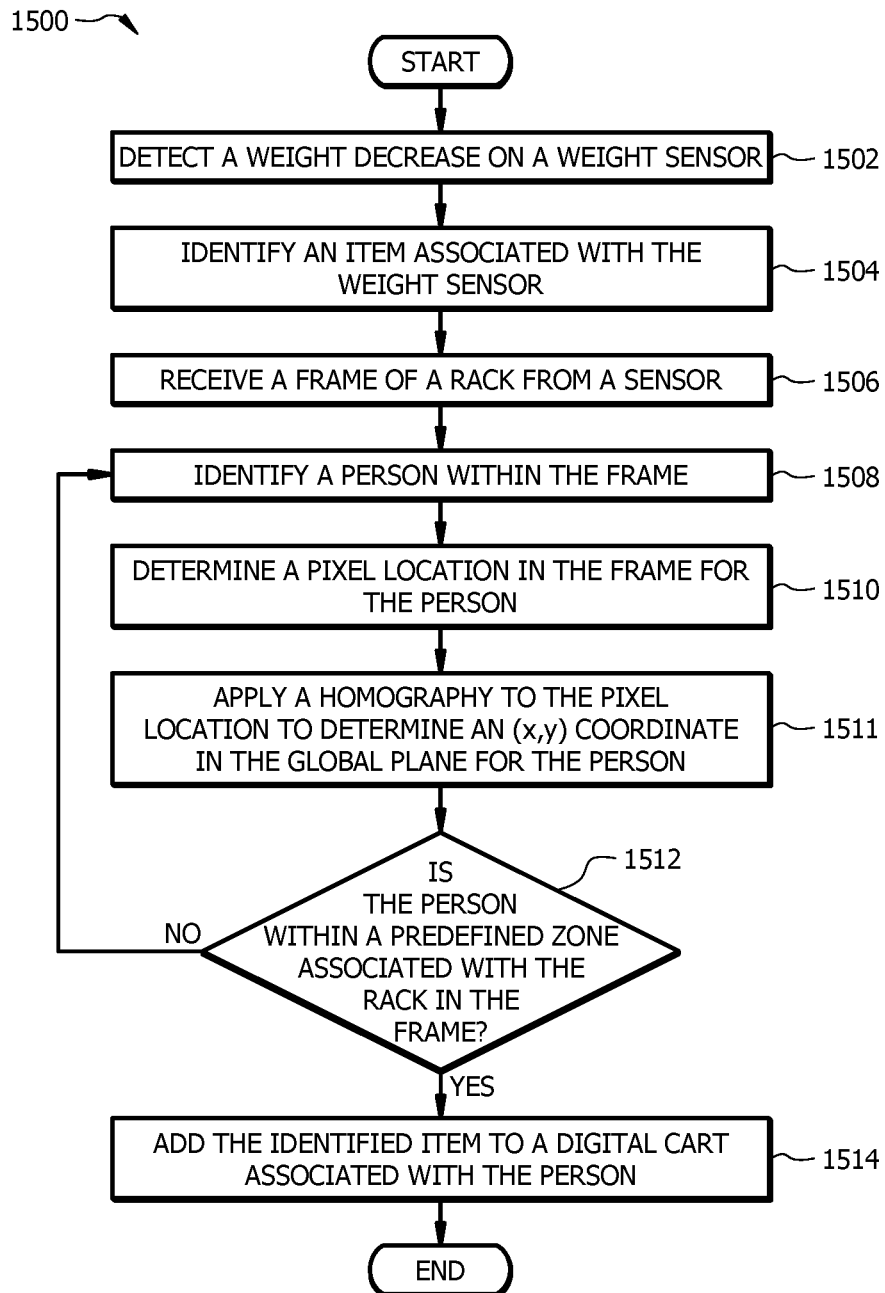 1500
START
DETECT A WEIGHT DECREASE ON A WEIGHT SENSOR
1502
IDENTIFY AN ITEM ASSOCIATED WITH THE
WEIGHT SENSOR
1504
RECEIVE A FRAME OF A RACK FROM A SENSOR
1506
IDENTIFY A PERSON WITHIN THE FRAME
1508
DETERMINE A PIXEL LOCATION IN THE FRAME FOR
THE PERSON
1510
APPLY A HOMOGRAPHY TO THE PIXEL
LOCATION TO DETERMINE AN (x,y) COORDINATE
IN THE GLOBAL PLANE FOR THE PERSON
1511
IS
THE PERSON
WITHIN A PREDEFINED ZONE
ASSOCIATED WITH THE
RACK IN THE
FRAME?
1512
NO
YES
ADD THE IDENTIFIED ITEM TO A DIGITAL CART
ASSOCIATED WITH THE PERSON
1514
END